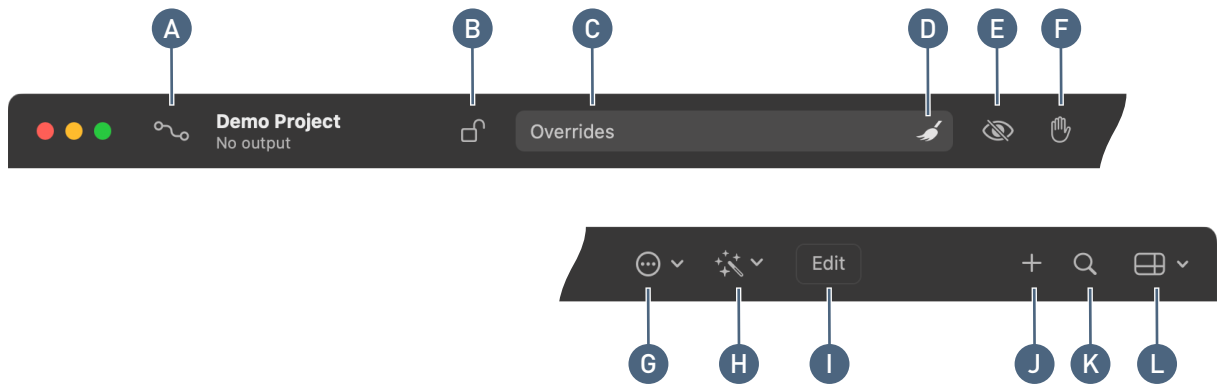 A B C D E F
Demo Project
No output
Overrides
Edit
G H I J K L